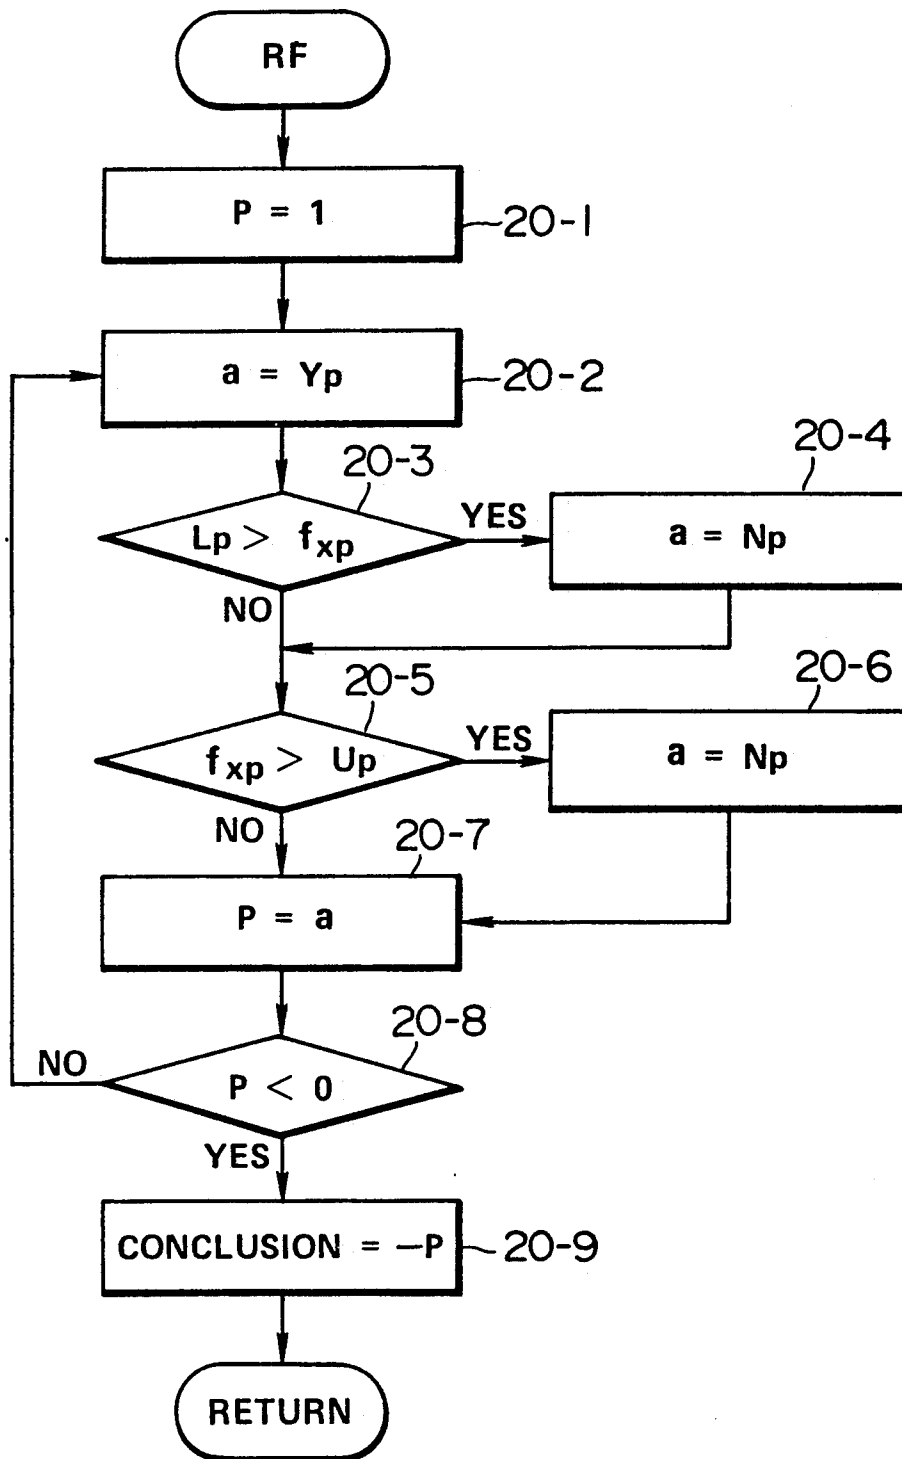 RF
P = 1
20-1
a = Yp
20-2
20-3
20-4
Lp > fxp
YES
a = Np
NO
20-5
20-6
fxp > Up
YES
a = Np
NO
20-7
P = a
20-8
NO
P < 0
YES
CONCLUSION = −P
20-9
RETURN